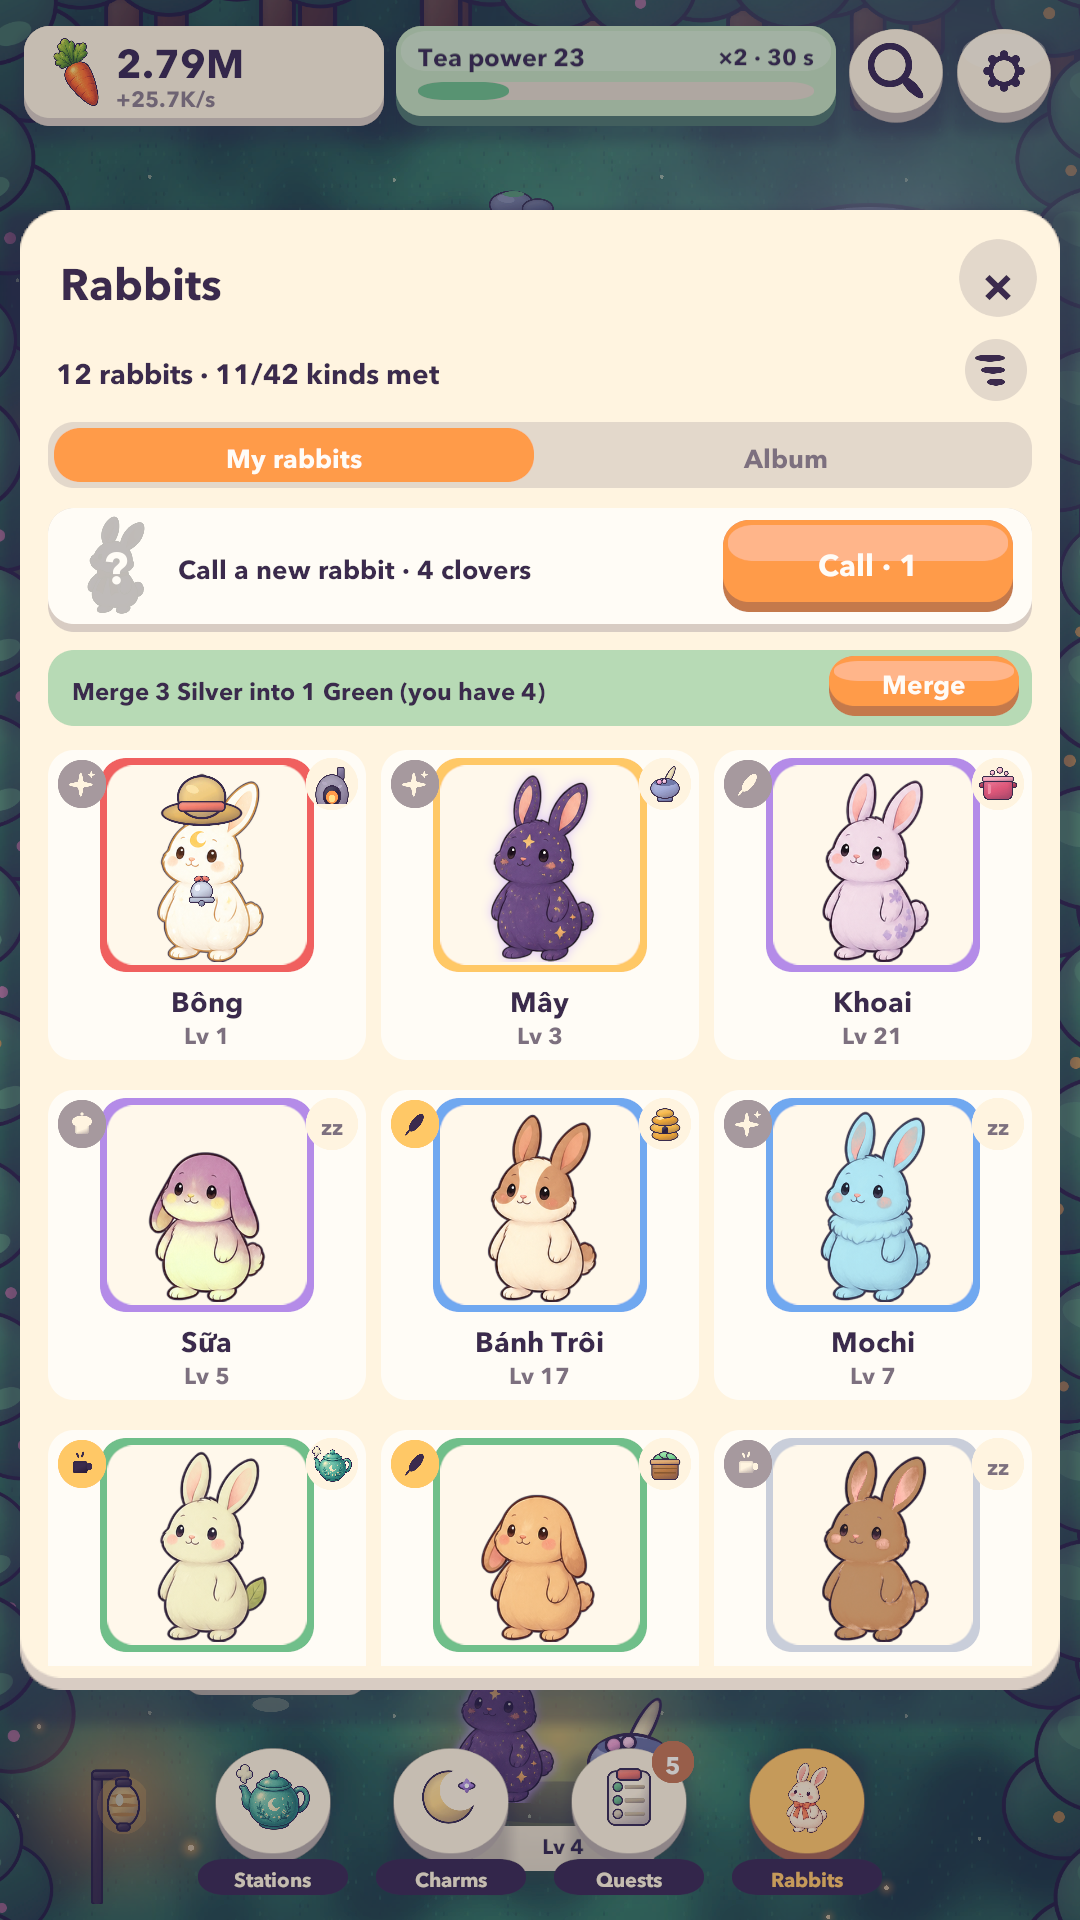 2.79M
+25.7K/s
Tea power 23
×2 · 30 s
Rabbits
12 rabbits · 11/42 kinds met
My rabbits
Album
?
Call a new rabbit · 4 clovers
Call · 1
Merge 3 Silver into 1 Green (you have 4)
Merge
Bông
Lv 1
Mây
Lv 3
Khoai
Lv 21
zz
zz
Sữa
Lv 5
Bánh Trôi
Lv 17
Mochi
Lv 7
zz
5
Lv 4
Stations
Charms
Quests
Rabbits